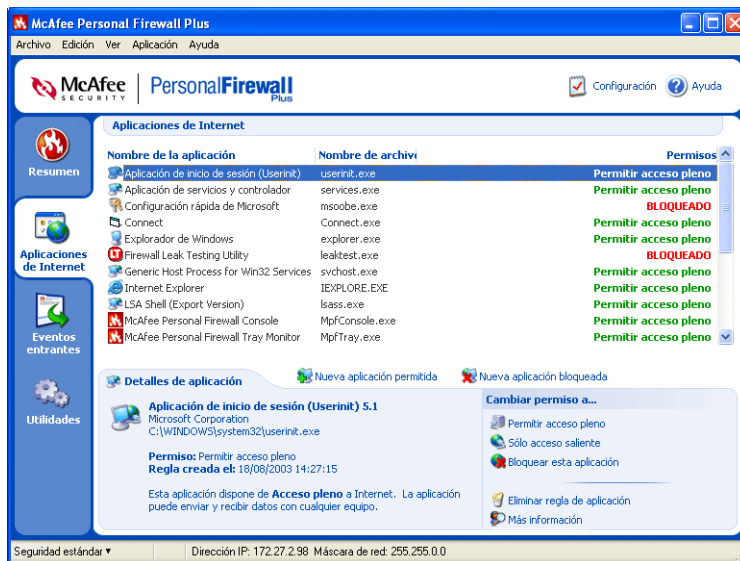 McAfee Personal Firewall Plus
Archivo Edición Ver Aplicación Ayuda
McAfee SECURITY Personal Firewall Plus
Configuración Ayuda
Aplicaciones de Internet
Nombre de la aplicación Nombre de archivo Permisos
Aplicación de inicio de sesión (Userinit) userinit.exe Permitir acceso pleno
Aplicación de servicios y controlador services.exe Permitir acceso pleno
Configuración rápida de Microsoft msoobe.exe BLOQUEADO
Connect Connect.exe Permitir acceso pleno
Explorador de Windows explorer.exe Permitir acceso pleno
Firewall Leak Testing Utility leaktest.exe BLOQUEADO
Generic Host Process for Win32 Services svchost.exe Permitir acceso pleno
Internet Explorer IEXPLORE.EXE Permitir acceso pleno
LSA Shell (Export Version) lsass.exe Permitir acceso pleno
McAfee Personal Firewall Console MpfConsole.exe Permitir acceso pleno
McAfee Personal Firewall Tray Monitor MpfTray.exe Permitir acceso pleno
Resumen
Aplicaciones
de Internet
Eventos
entrantes
Utilidades
Detalles de aplicación
Nueva aplicación permitida
Nueva aplicación bloqueada
Aplicación de inicio de sesión (Userinit) 5.1
Microsoft Corporation
C:\WINDOWS\system32\userinit.exe
Permiso: Permitir acceso pleno
Regla creada el: 18/08/2003 14:27:15
Esta aplicación dispone de Acceso pleno a Internet. La aplicación
puede enviar y recibir datos con cualquier equipo.
Cambiar permiso a...
Permitir acceso pleno
Sólo acceso saliente
Bloquear esta aplicación
Eliminar regla de aplicación
Más información
Seguridad estándar Dirección IP: 172.27.2.98 Máscara de red: 255.255.0.0